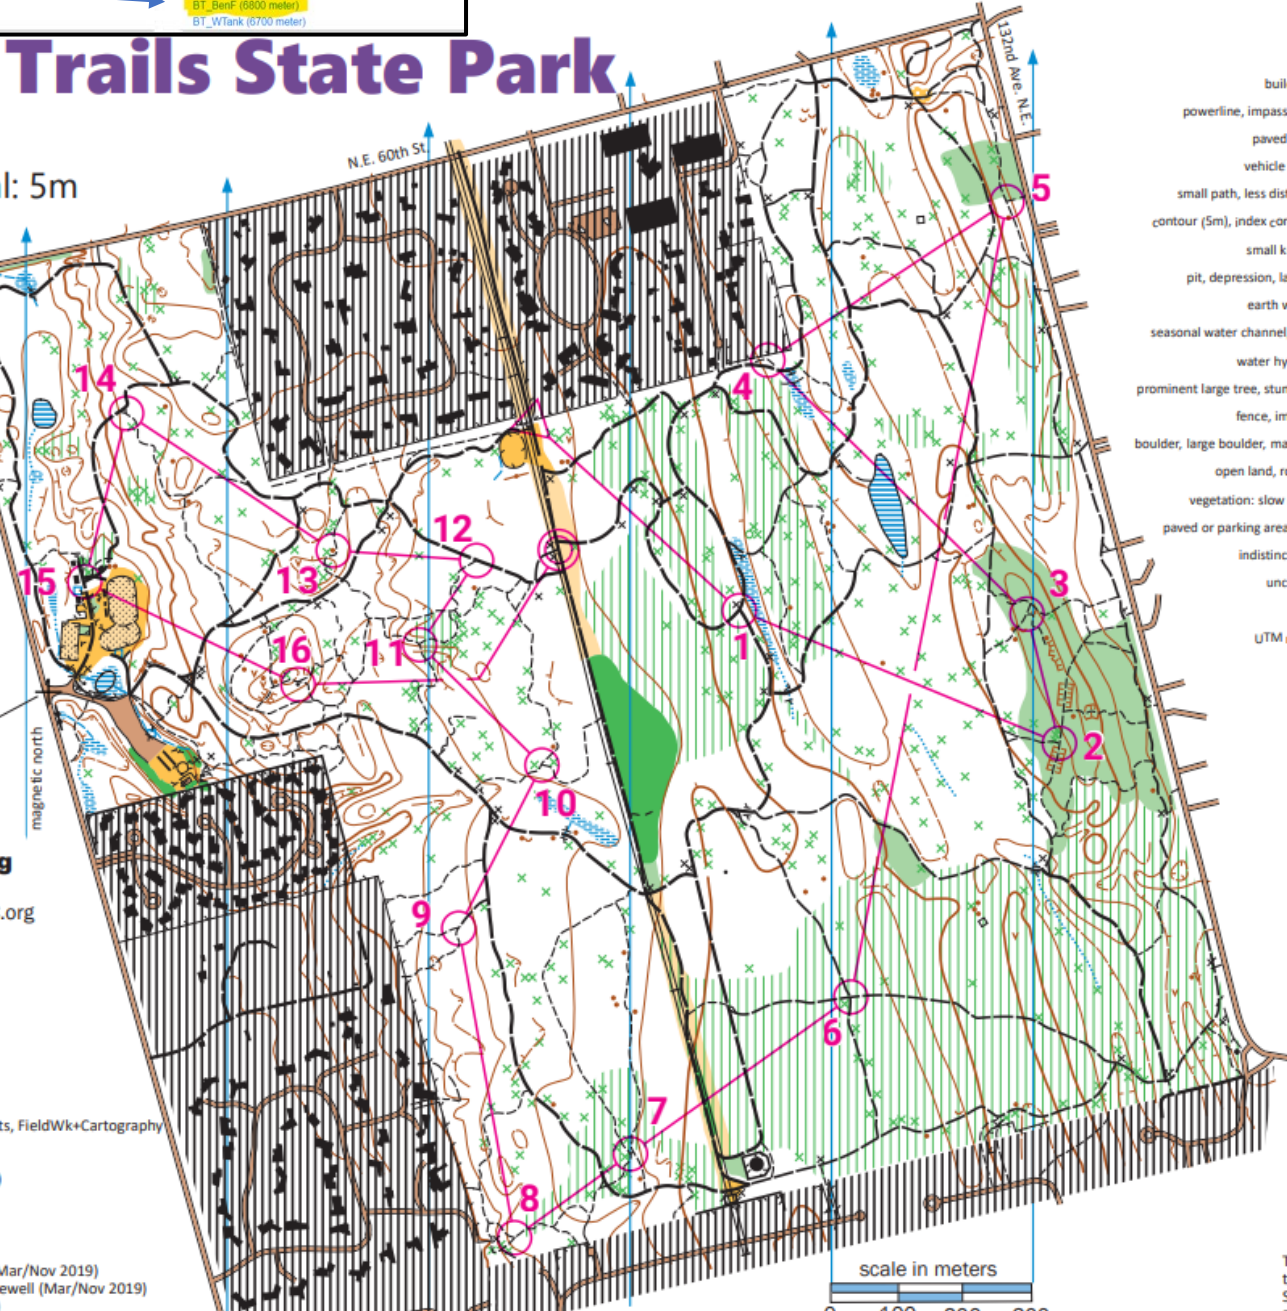 BT_BenF (6800 meter)
BT_WTank (6700 meter)
Trails State Park
l: 5m
N.E. 60th St.
132nd Ave. N.E.
buil
powerline, impass
paved
vehicle
small path, less dist
contour (5m), index con
small k
pit, depression, la
earth w
seasonal water channel
water hy
prominent large tree, stun
fence, im
boulder, large boulder, ma
open land, r
vegetation: slow
paved or parking area
indistinc
unc
UTM
1
2
3
4
5
6
7
8
9
10
11
12
13
14
15
16
magnetic north
g
.org
ts, FieldWk+Cartography
)
Mar/Nov 2019)
ewell (Mar/Nov 2019)
scale in meters